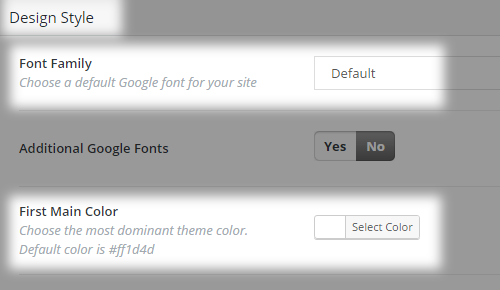 Design Style
Font Family
Choose a default Google font for your site
Default
Additional Google Fonts
Yes No
First Main Color
Choose the most dominant theme color.
Default color is #ff1d4d
Select Color